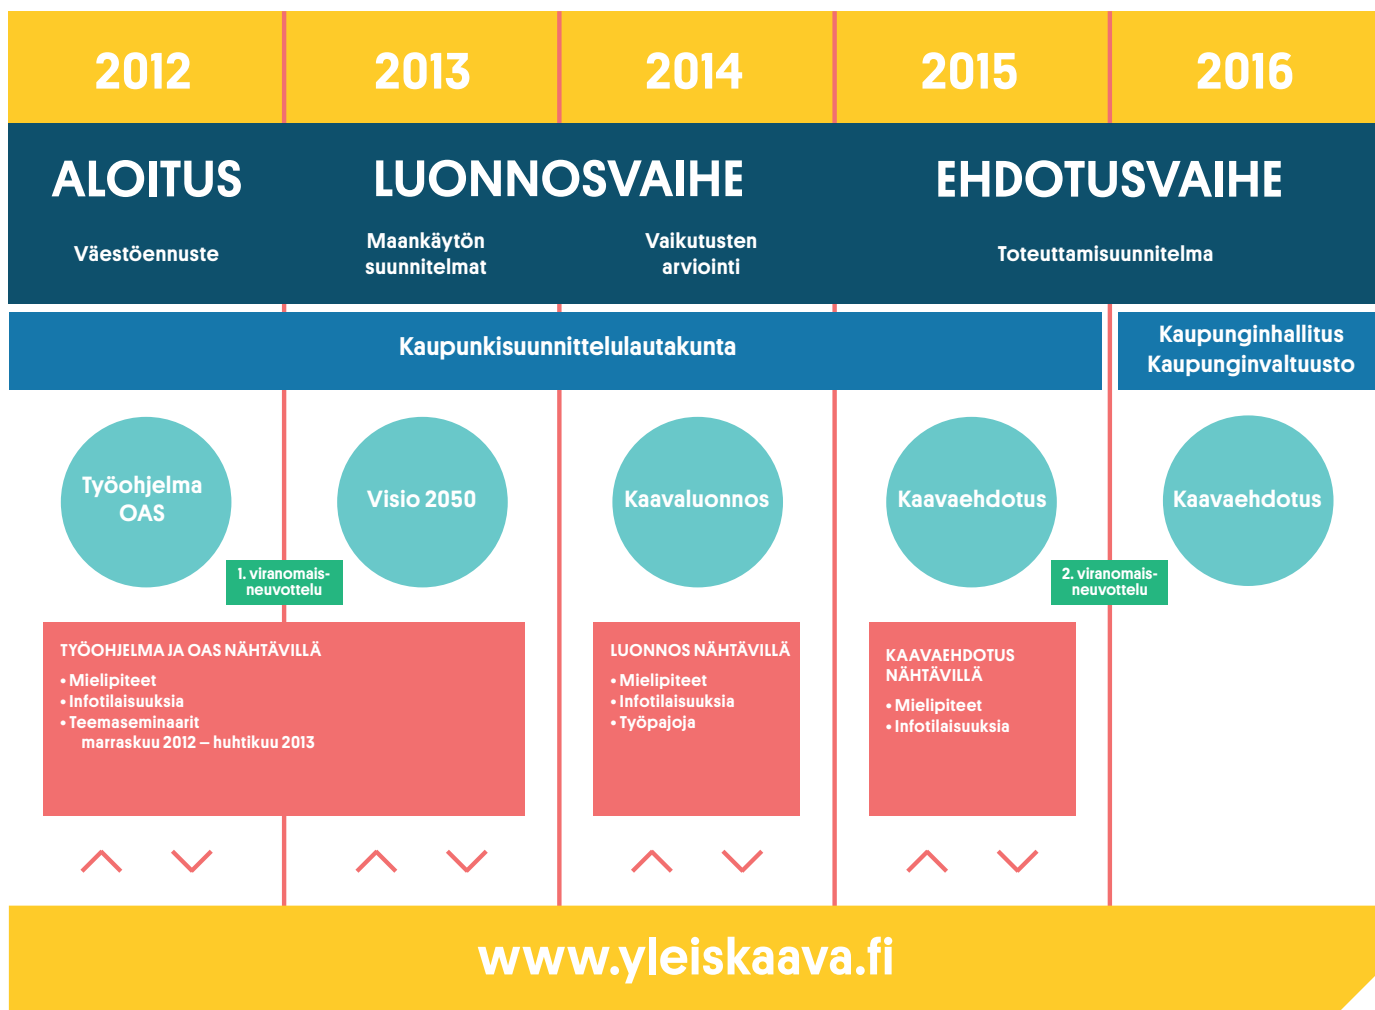 2012
2013
2014
2015
2016
ALOITUS
LUONNOSVAIHE
EHDOTUSVAIHE
Väestöennuste
Maankäytön
suunnitelmat
Vaikutusten
arviointi
Toteuttamisuunnitelma
Kaupunkisuunnittelulautakunta
Kaupunginhallitus
Kaupunginvaltuusto
Työohjelma
OAS
Visio 2050
Kaavaluonnos
Kaavaehdotus
Kaavaehdotus
1. viranomais-
neuvottelu
2. viranomais-
neuvottelu
TYÖOHJELMA JA OAS NÄHTÄVILLÄ
• Mielipiteet
• Infotilaisuuksia
• Teemaseminaarit
marraskuu 2012 – huhtikuu 2013
LUONNOS NÄHTÄVILLÄ
• Mielipiteet
• Infotilaisuuksia
• Työpajoja
KAAVAEHDOTUS
NÄHTÄVILLÄ
• Mielipiteet
• Infotilaisuuksia
www.yleiskaava.fi